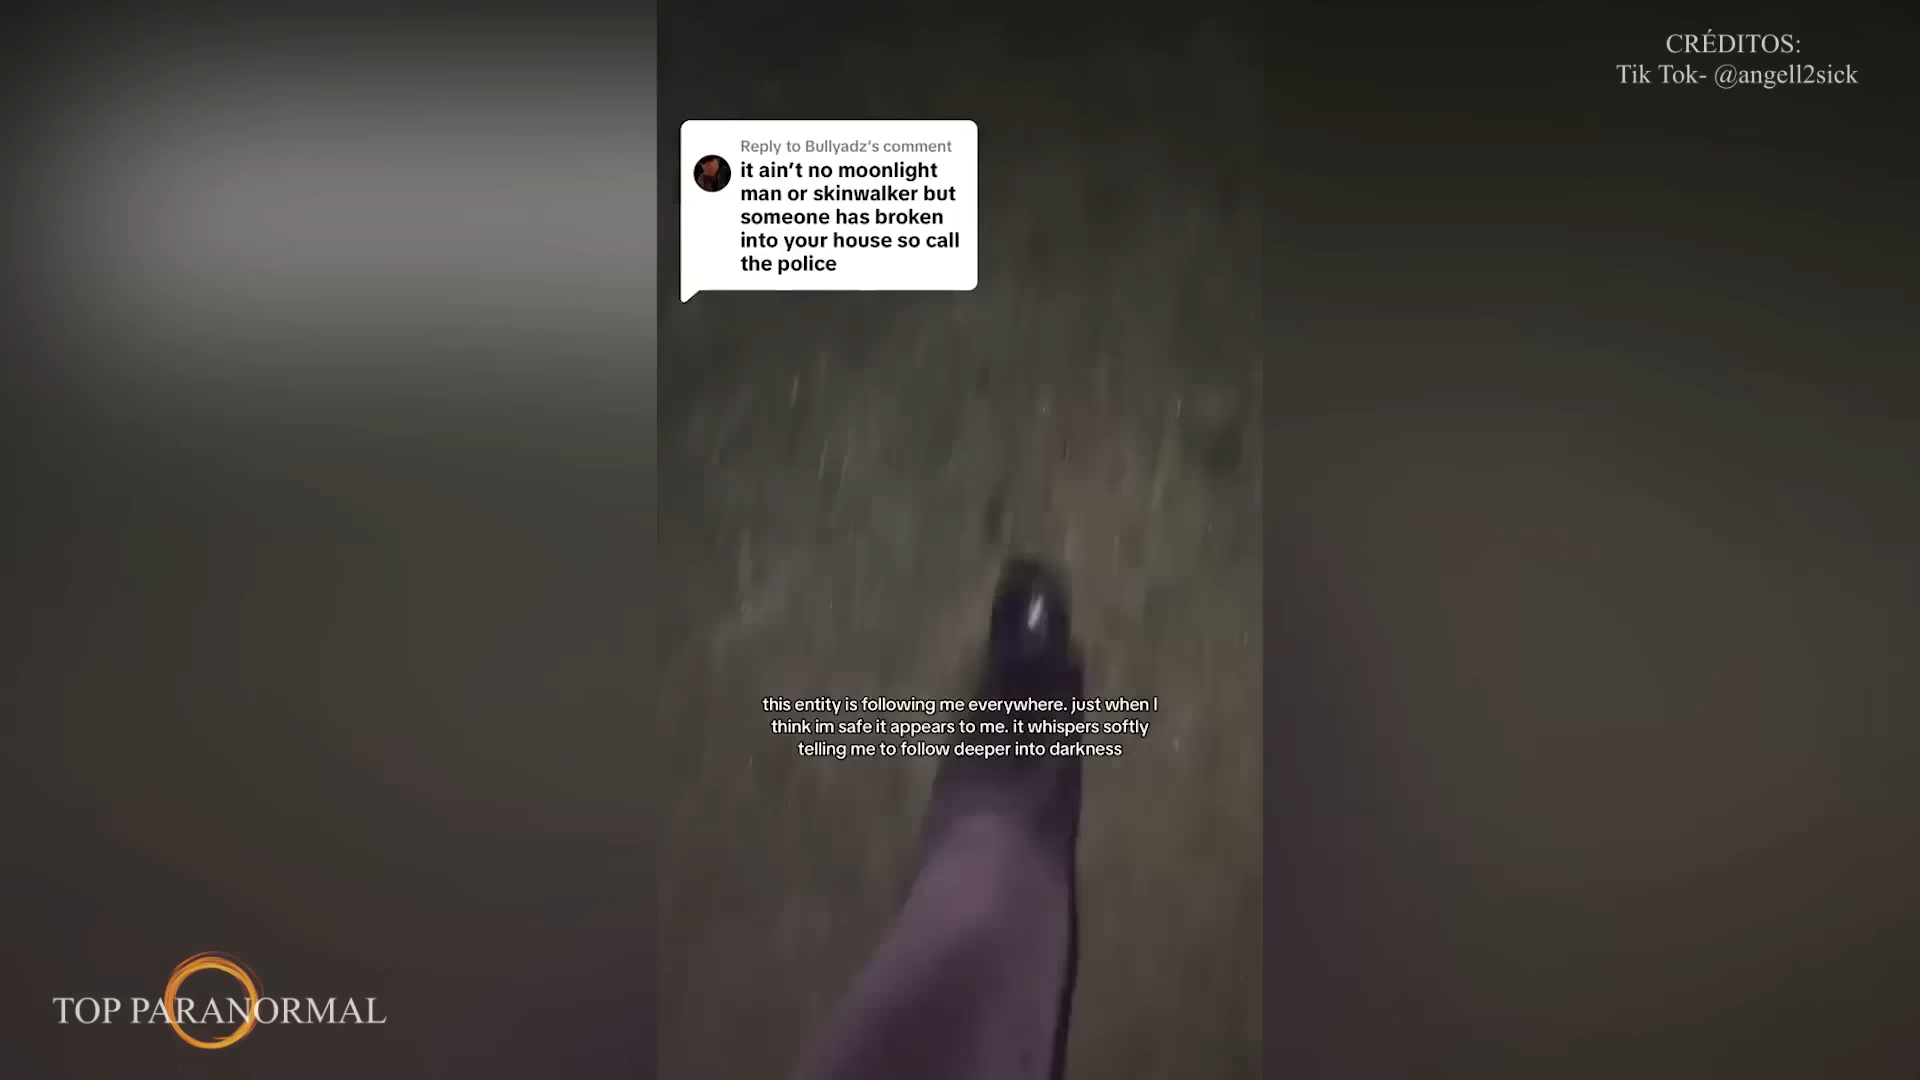 CRÉDITOS:
Tik Tok- @angell2sick
Reply to Bullyadz's comment
it ain't no moonlight
man or skinwalker but
someone has broken
into your house so call
the police
this entity is following me everywhere. just when I
think im safe it appears to me. it whispers softly
telling me to follow deeper into darkness
TOP PARANORMAL